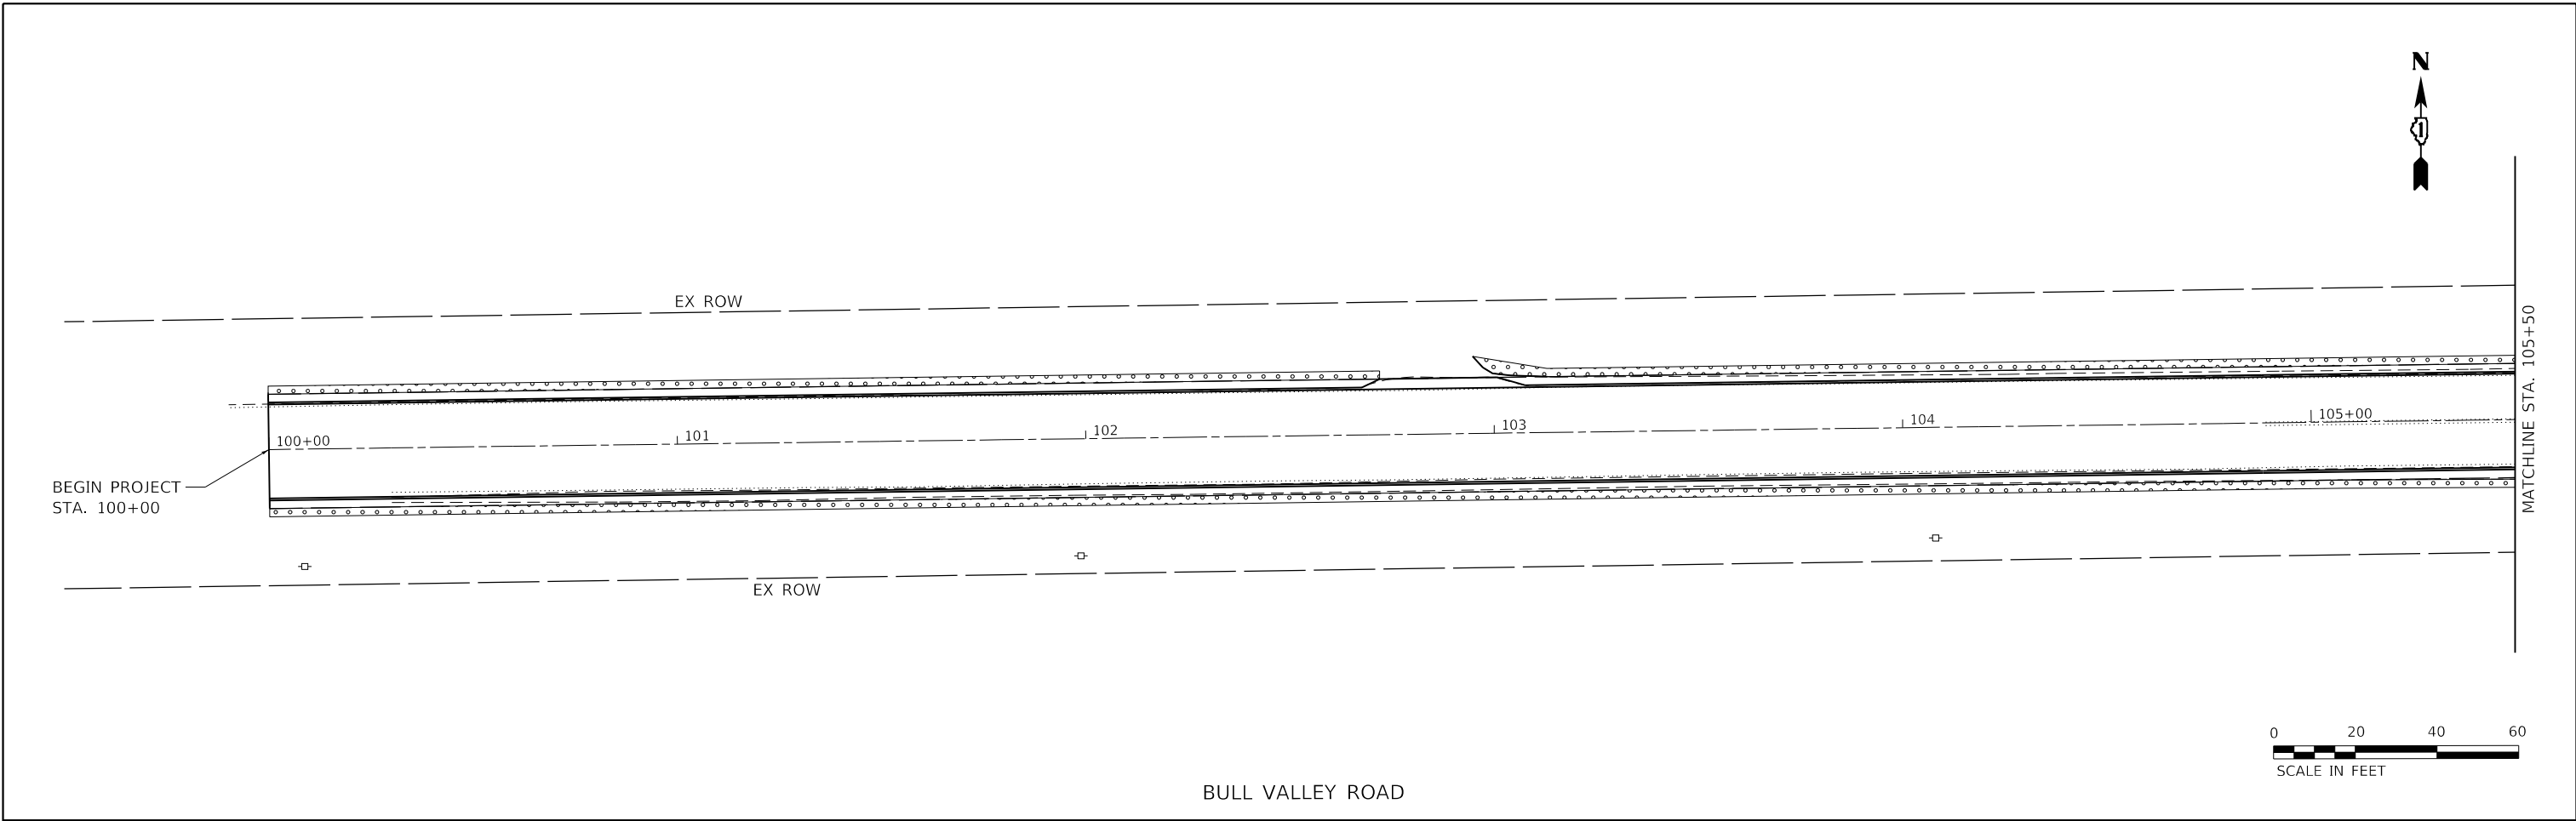 N
1
EX ROW
MATCHLINE STA. 105+50
100+00
101
102
103
104
105+00
BEGIN PROJECT
STA. 100+00
EX ROW
0 20 40 60
SCALE IN FEET
BULL VALLEY ROAD